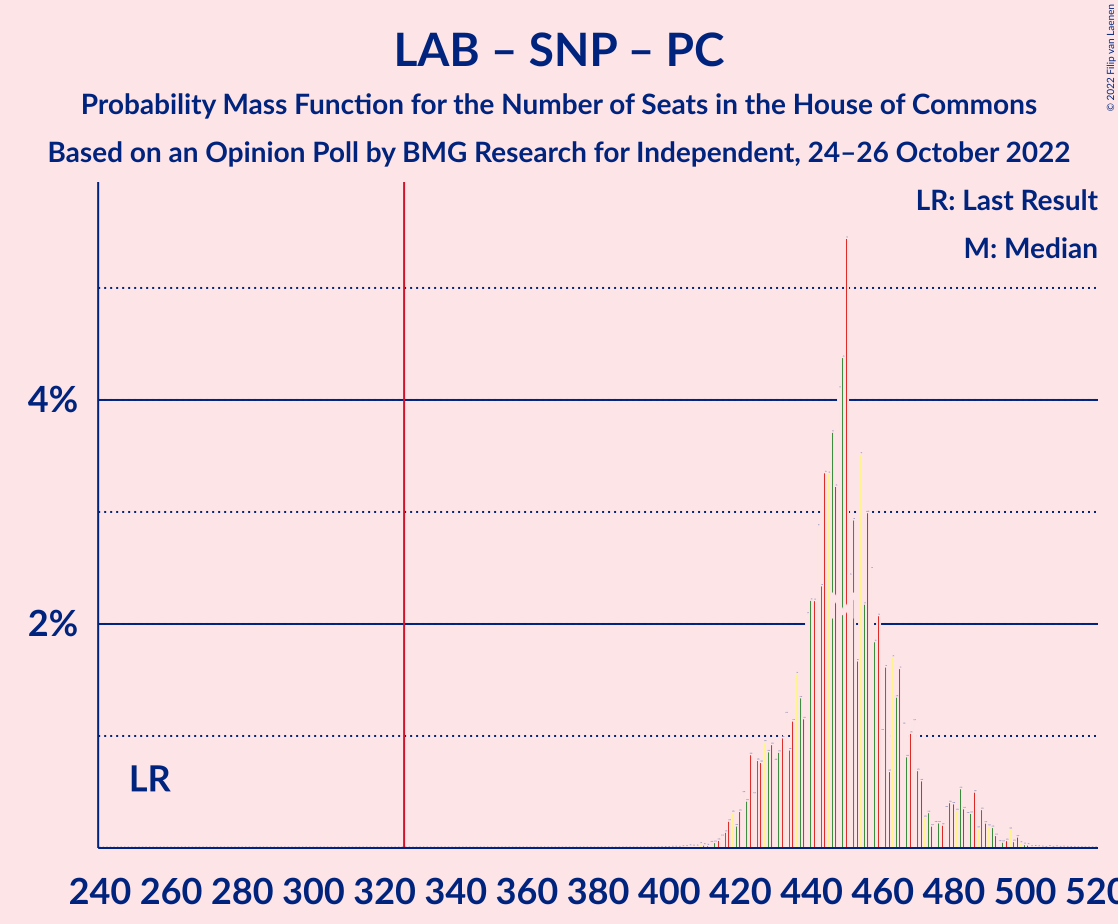 © 2022 Filip van Laenen
LAB – SNP – PC
Probability Mass Function for the Number of Seats in the House of Commons
Based on an Opinion Poll by BMG Research for Independent, 24–26 October 2022
LR: Last Result
M: Median
4%
2%
LR
240 260 280 300 320 340 360 380 400 420 440 460 480 500 520